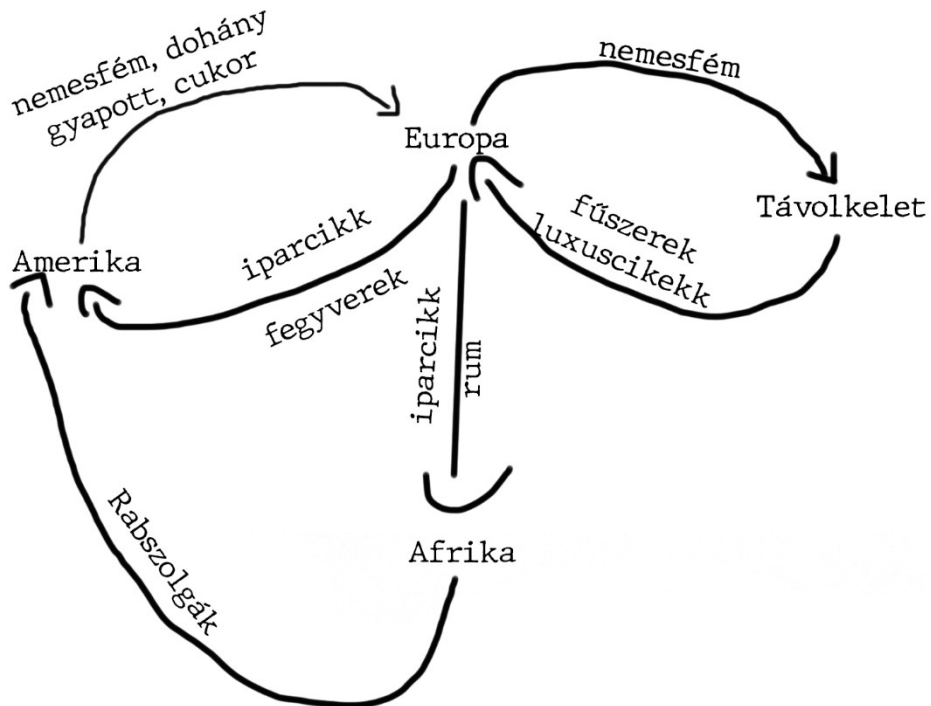 nemesfém, dohány
gyapott, cukor
nemesfém
Europa
Távolkelet
fűszerek
luxuscikekk
Amerika
iparcikk
fegyverek
iparcikk
rum
Rabszolgák
Afrika